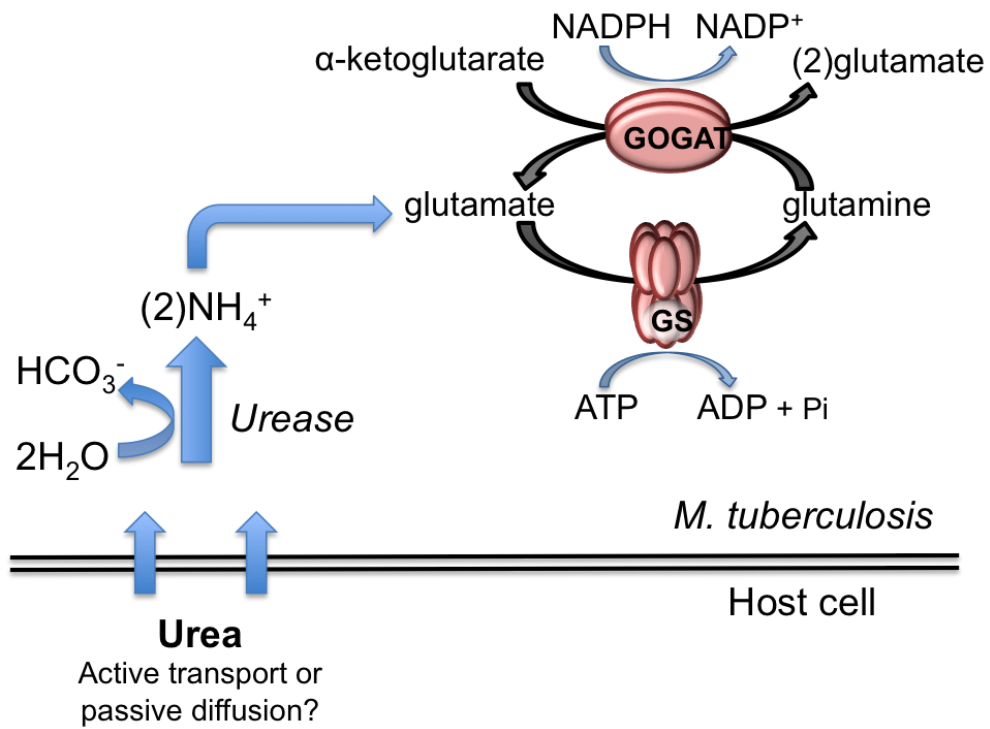 NADPH NADP⁺
α-ketoglutarate
(2)glutamate
GOGAT
glutamate
glutamine
(2)NH₄⁺
GS
HCO₃⁻
ATP
ADP + Pi
Urease
2H₂O
M. tuberculosis
Host cell
Urea
Active transport or
passive diffusion?